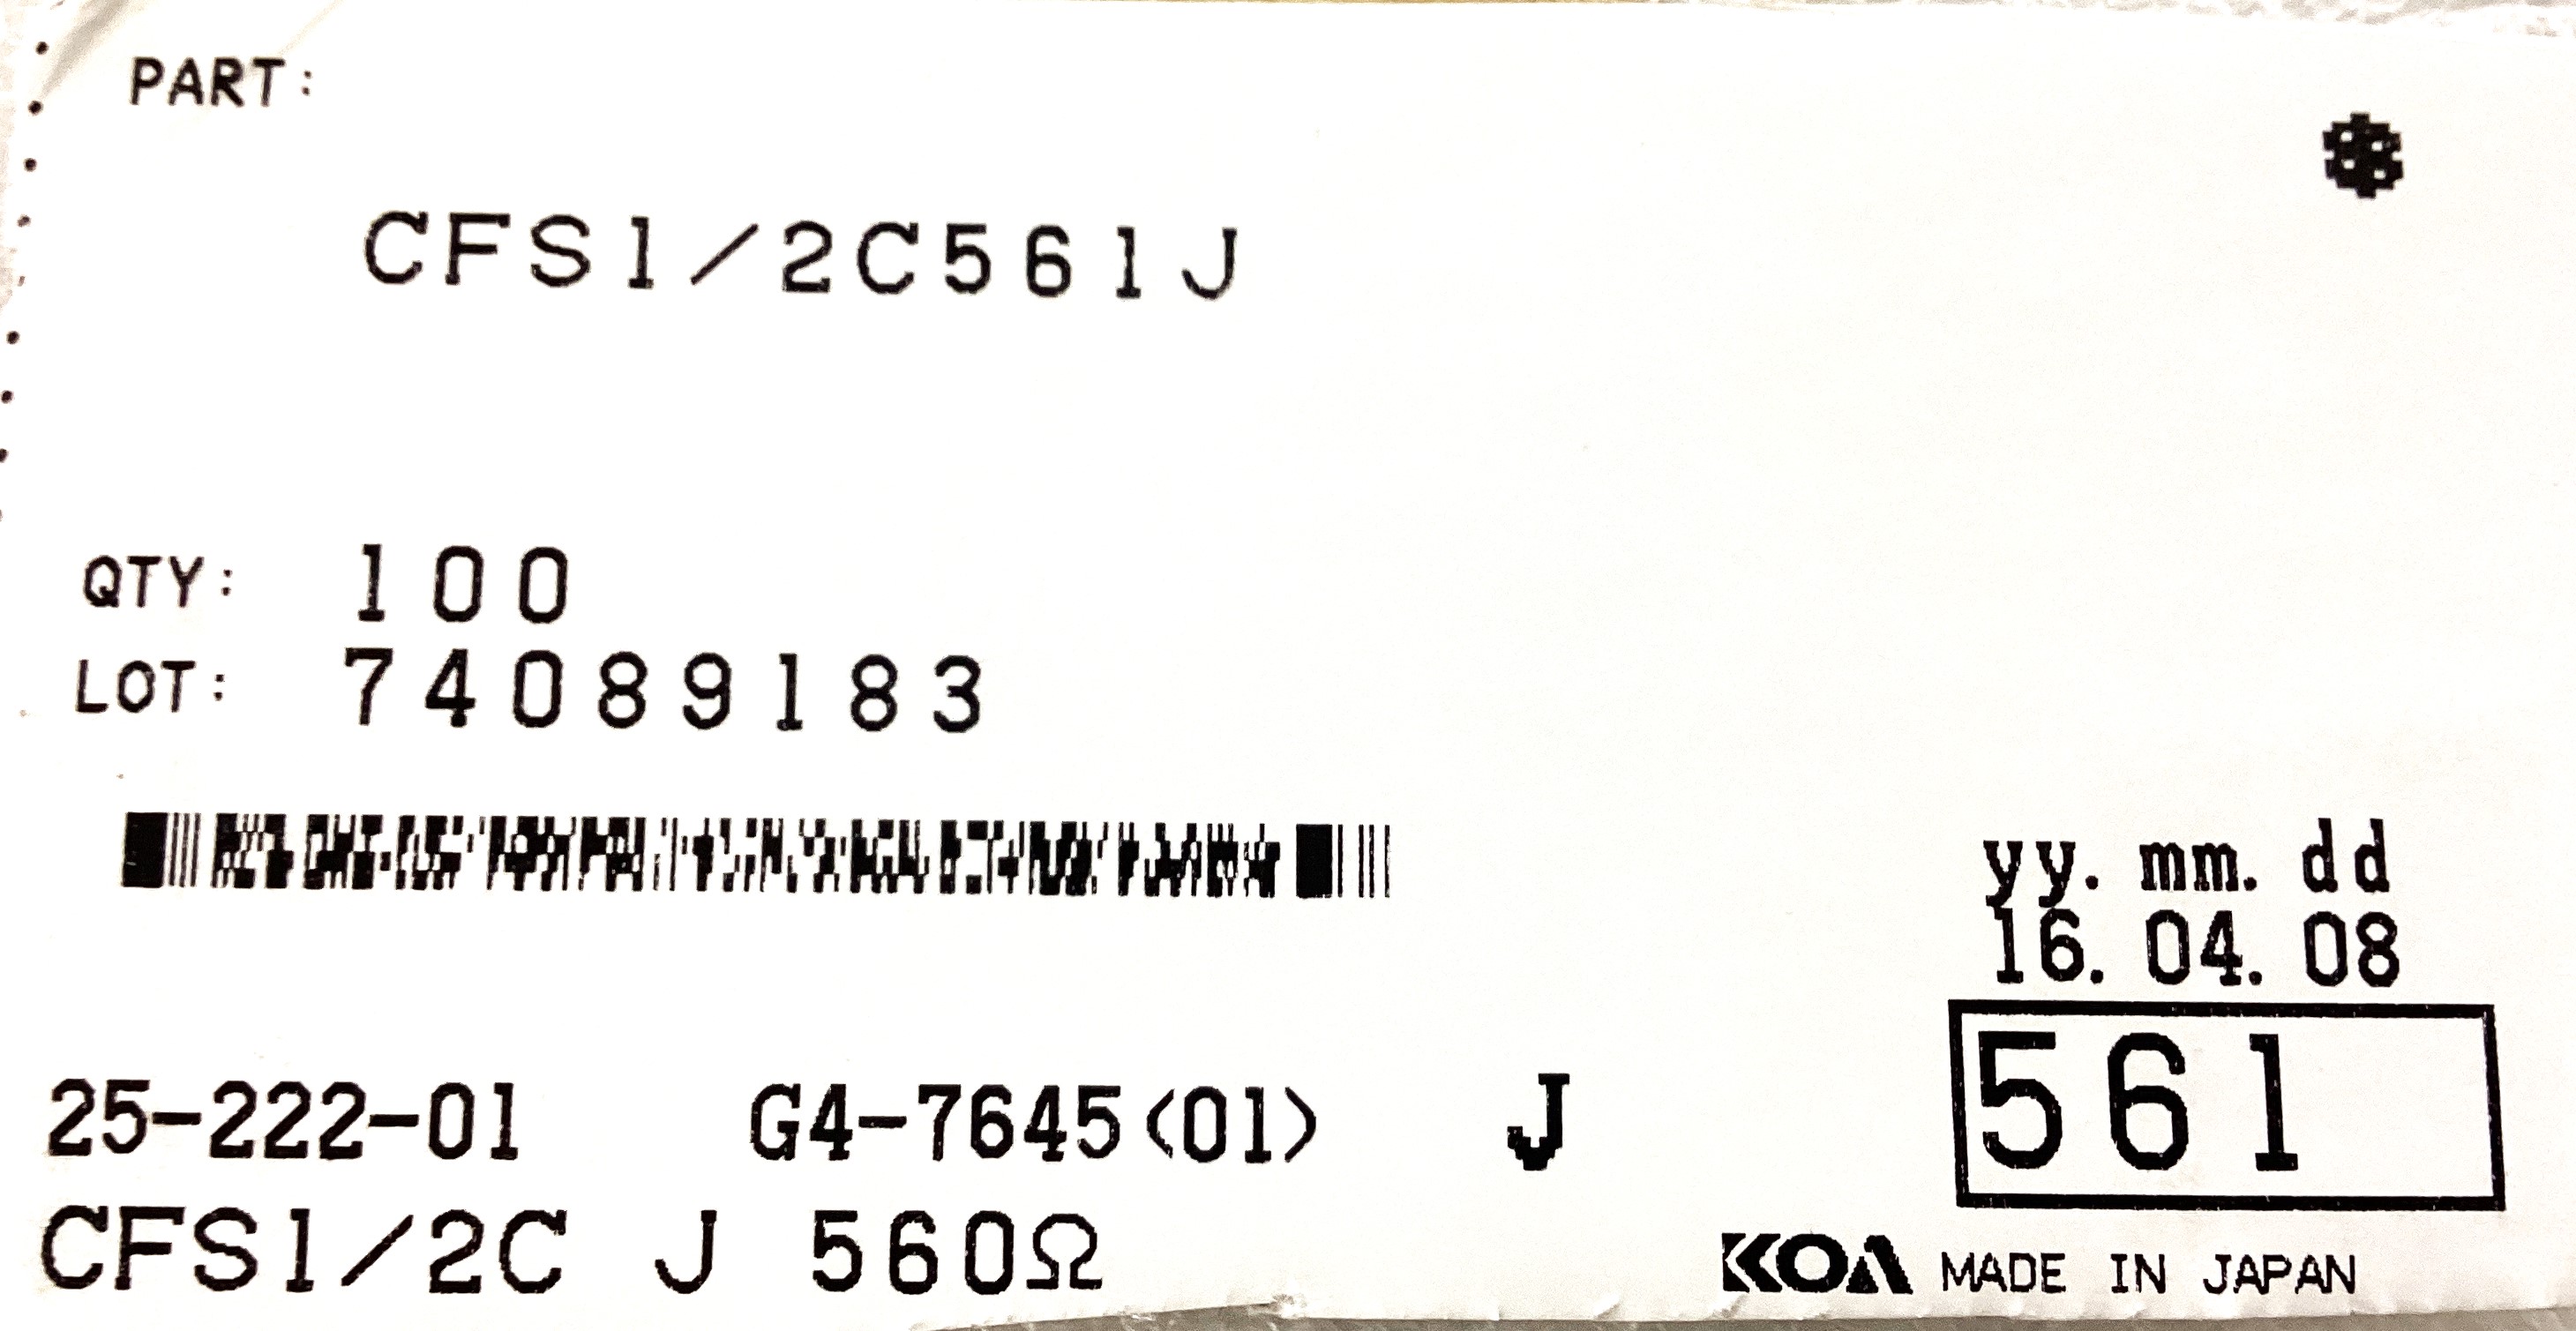 PART:
CFS1/2C561J
QTY: 100
LOT: 74089183
yy. mm. dd
16. 04. 08
561
25-222-01 G4-7645<01> J
CFS1/2C J 560Ω
KOA MADE IN JAPAN